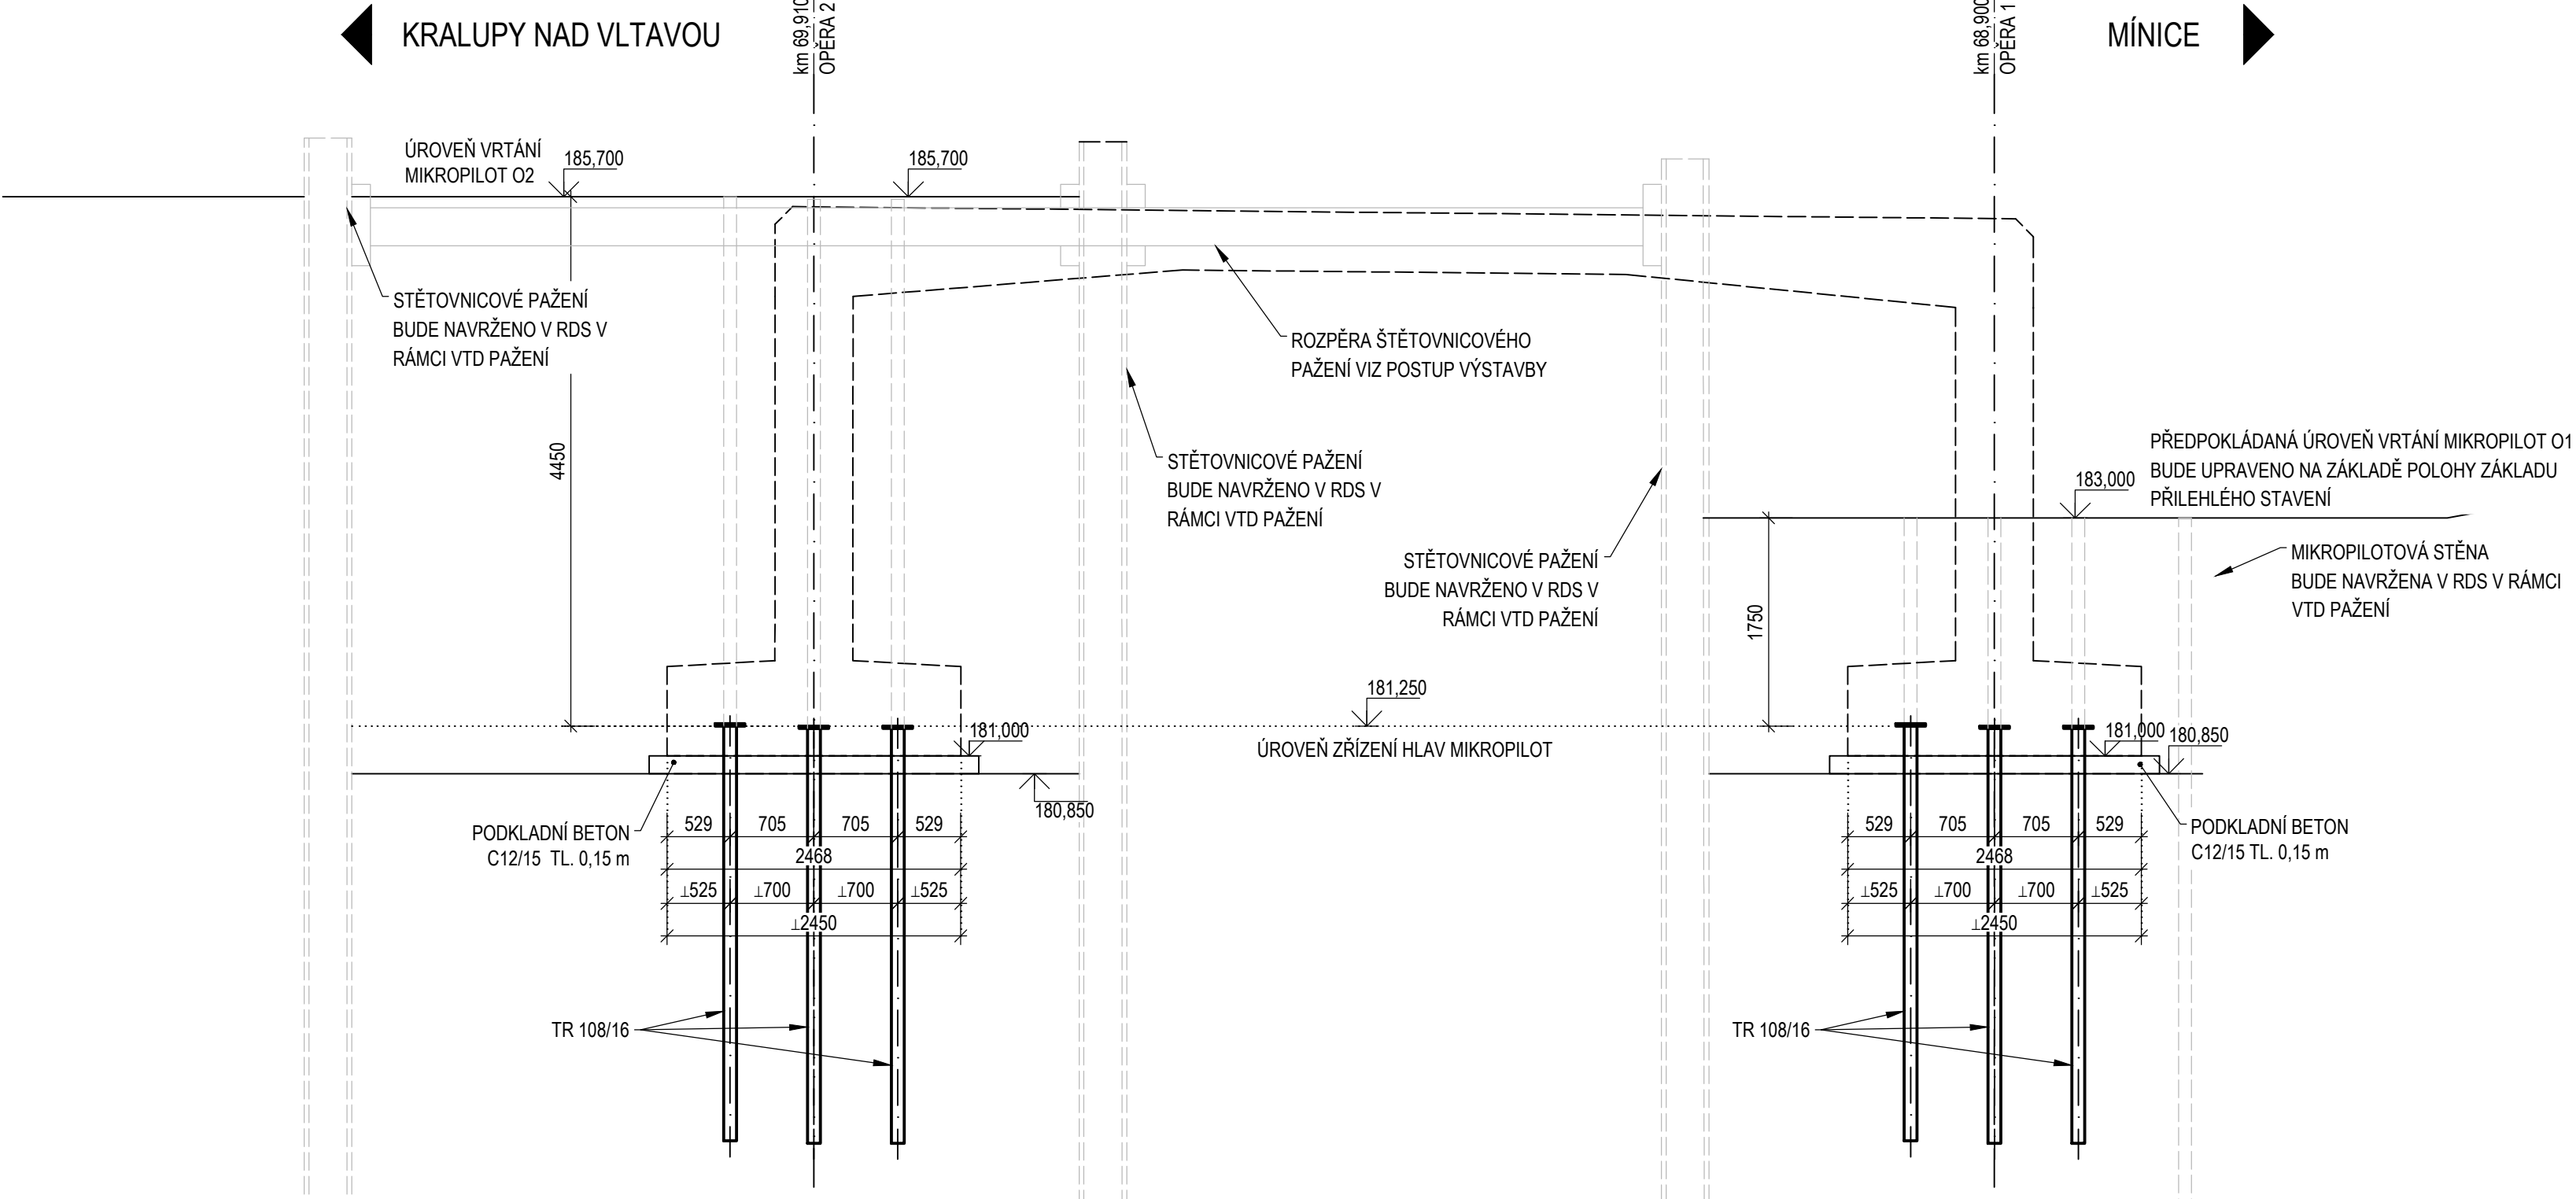 KRALUPY NAD VLTAVOU
km 69,910
OPĚRA 2
km 68,900
OPĚRA 1
MÍNICE
ÚROVEŇ VRTÁNÍ
MIKROPILOT O2
185,700
185,700
STĚTOVNICOVÉ PAŽENÍ
BUDE NAVRŽENO V RDS V
RÁMCI VTD PAŽENÍ
ROZPĚRA ŠTĚTOVNICOVÉHO
PAŽENÍ VIZ POSTUP VÝSTAVBY
4450
STĚTOVNICOVÉ PAŽENÍ
BUDE NAVRŽENO V RDS V
RÁMCI VTD PAŽENÍ
STĚTOVNICOVÉ PAŽENÍ
BUDE NAVRŽENO V RDS V
RÁMCI VTD PAŽENÍ
183,000
PŘEDPOKLÁDANÁ ÚROVEŇ VRTÁNÍ MIKROPILOT O1
BUDE UPRAVENO NA ZÁKLADĚ POLOHY ZÁKLADU
PŘILEHLÉHO STAVENÍ
MIKROPILOTOVÁ STĚNA
BUDE NAVRŽENA V RDS V RÁMCI
VTD PAŽENÍ
1750
181,250
ÚROVEŇ ZŘÍZENÍ HLAV MIKROPILOT
181,000
180,850
181,000
180,850
PODKLADNÍ BETON
C12/15 TL. 0,15 m
529 705 705 529
2468
⊥525 ⊥700 ⊥700 ⊥525
⊥2450
529 705 705 529
2468
⊥525 ⊥700 ⊥700 ⊥525
⊥2450
PODKLADNÍ BETON
C12/15 TL. 0,15 m
TR 108/16
TR 108/16